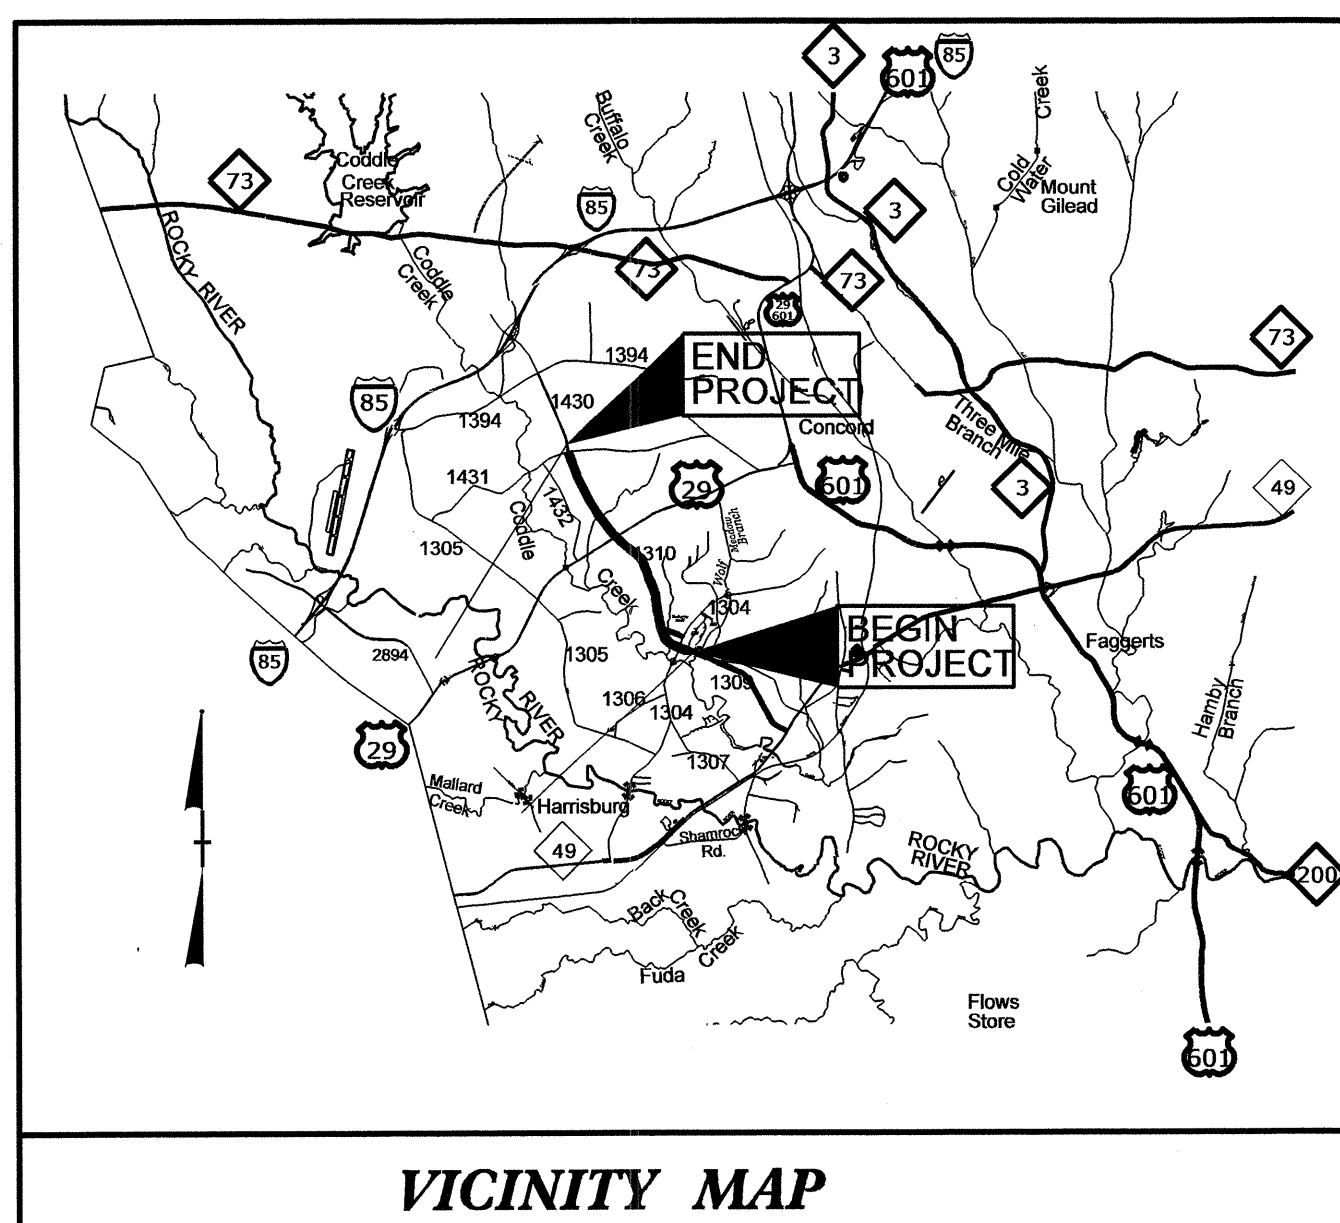 3
601
85
Buffalo
Creek
Creek
Coddle
Creek
Reservoir
73
Cold
Water
Mount
Gilead
85
3
ROCKY RIVER
Coddle
Creek
73
73
29
601
73
1394
END
PROJECT
85
1430
1394
Concord
Three Mile
Branch
1431
29
601
3
49
1432
Coddle
Meadow
Branch
1305
1310
Wolf
Creek
1304
BEGIN
PROJECT
Faggerts
85
2894
1305
ROCKY
RIVER
1309
1306
1304
Hamby
Branch
29
1307
Mallard
Creek
Harrisburg
601
49
Shamrock
Rd.
ROCKY
RIVER
200
Back
Creek
Fuda
Creek
Flows
Store
601
VICINITY MAP